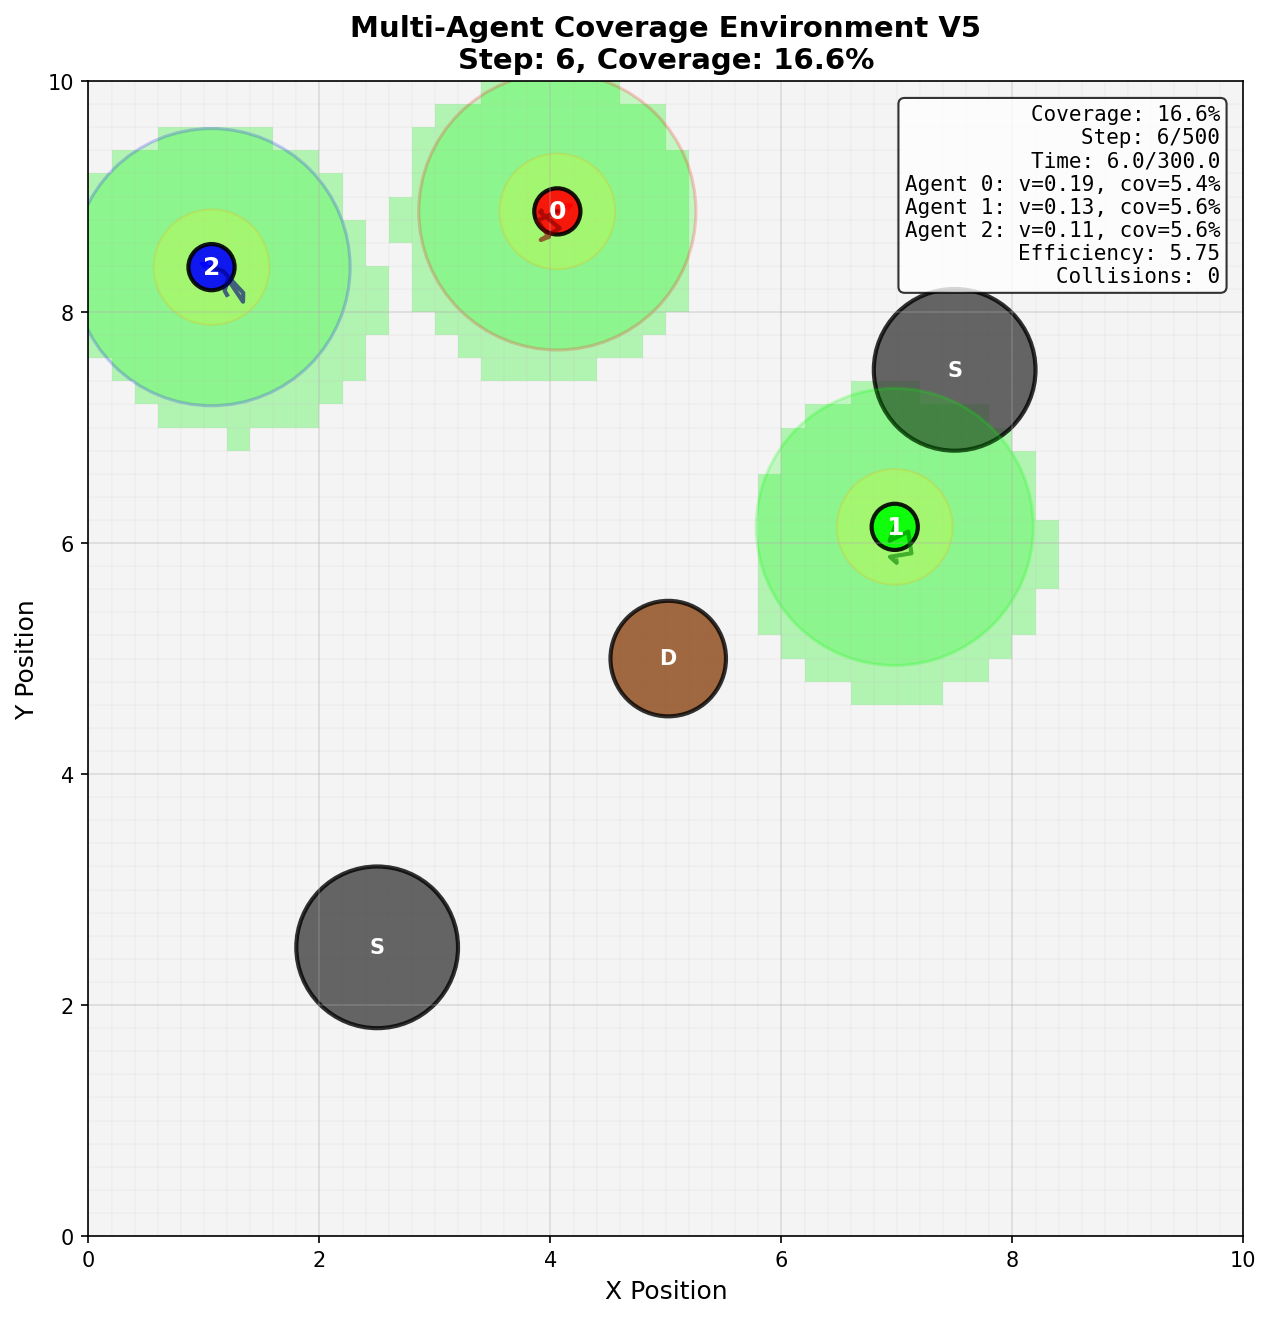 Multi-Agent Coverage Environment V5
Step: 6, Coverage: 16.6%
Coverage: 16.6%
Step: 6/500
Time: 6.0/300.0
Agent 0: v=0.19, cov=5.4%
Agent 1: v=0.13, cov=5.6%
Agent 2: v=0.11, cov=5.6%
Efficiency: 5.75
Collisions: 0
10
8
6
4
2
0
Y Position
2
0
S
1
D
S
0 2 4 6 8 10
X Position